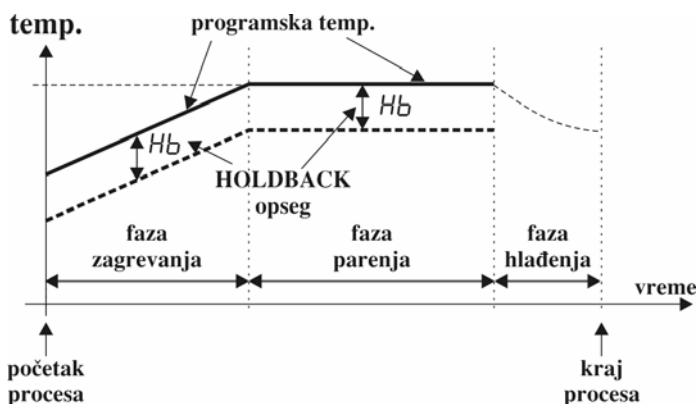 temp.
programska temp.
Hb
Hb
HOLDBACK
opseg
faza
zagrevanja
faza
parenja
faza
hlađenja
vreme
početak
procesa
kraj
procesa